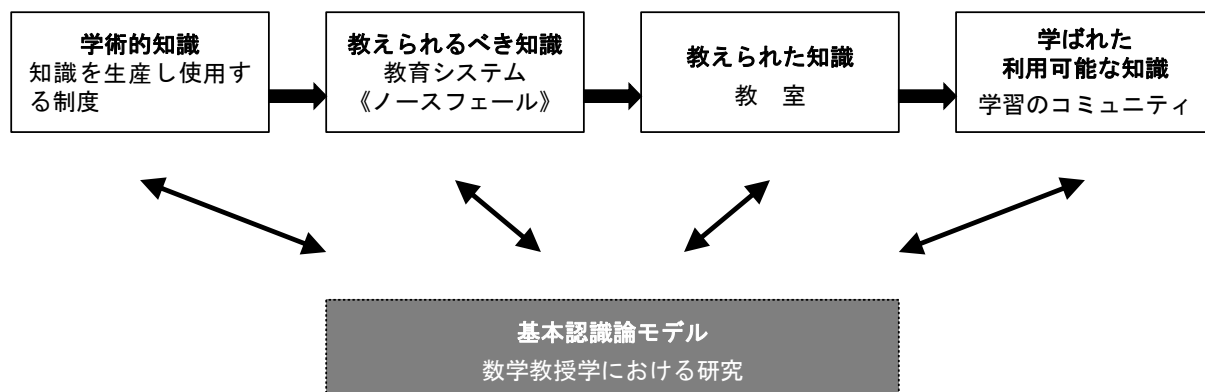 学術的知識
知識を生産し使用す
る制度
教えられるべき知識
教育システム
《ノースフェール》
教えられた知識
教　室
学ばれた
利用可能な知識
学習のコミュニティ
基本認識論モデル
数学教授学における研究